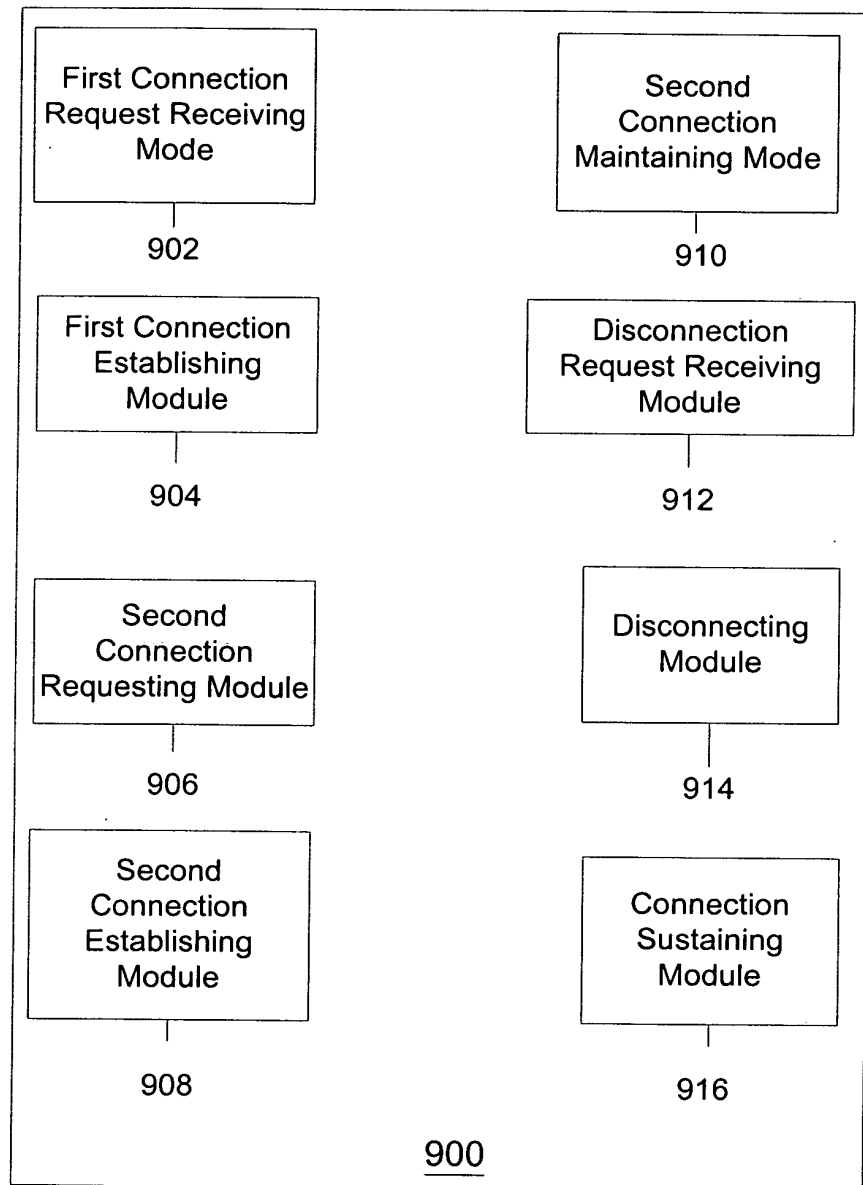 First Connection
Request Receiving
Mode
902
First Connection
Establishing
Module
904
Second
Connection
Requesting Module
906
Second
Connection
Establishing
Module
908
Second
Connection
Maintaining Mode
910
Disconnection
Request Receiving
Module
912
Disconnecting
Module
914
Connection
Sustaining
Module
916
900